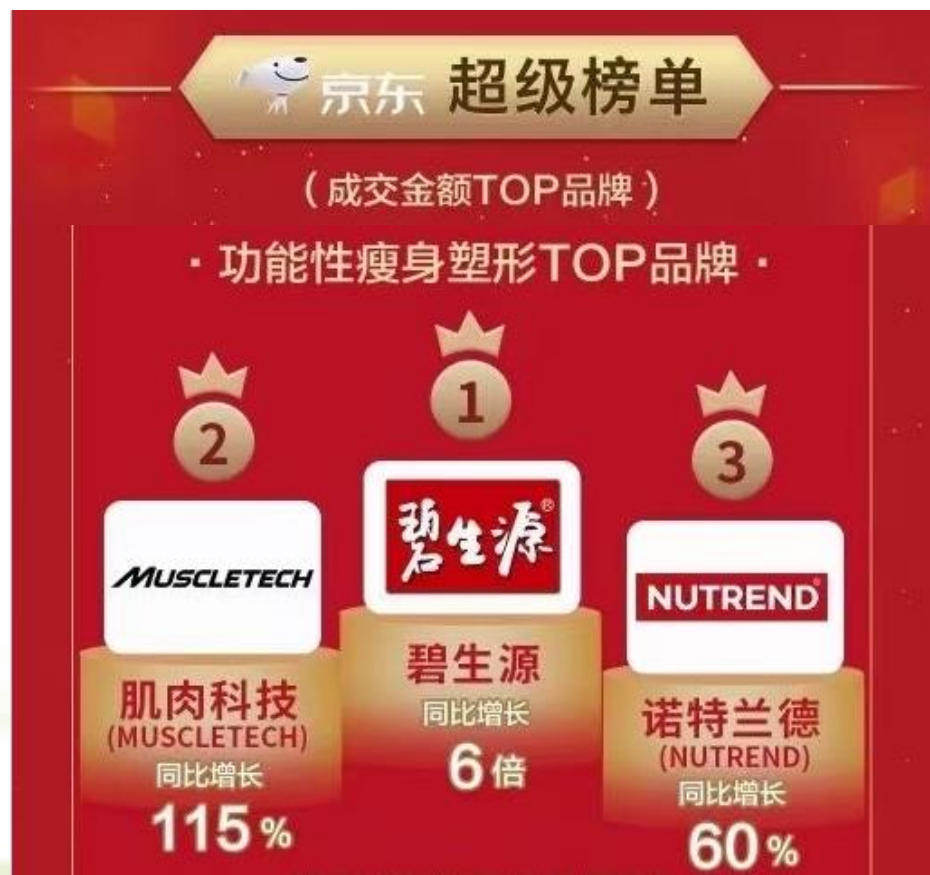 京东 超级榜单
（成交金额TOP品牌）
·功能性瘦身塑形TOP品牌·
1
碧生源®
碧生源
同比增长
6倍
2
MUSCLETECH
肌肉科技
(MUSCLETECH)
同比增长
115%
3
NUTREND®
诺特兰德
(NUTREND)
同比增长
60%